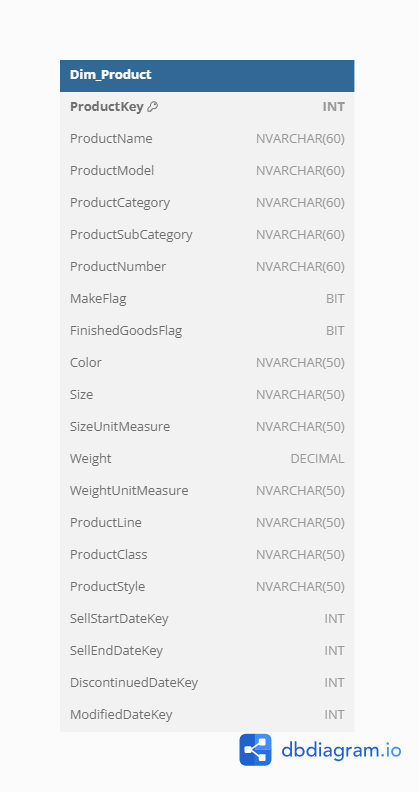 Dim_Product
ProductKey INT
ProductName NVARCHAR(60)
ProductModel NVARCHAR(60)
ProductCategory NVARCHAR(60)
ProductSubCategory NVARCHAR(60)
ProductNumber NVARCHAR(60)
MakeFlag BIT
FinishedGoodsFlag BIT
Color NVARCHAR(50)
Size NVARCHAR(50)
SizeUnitMeasure NVARCHAR(50)
Weight DECIMAL
WeightUnitMeasure NVARCHAR(50)
ProductLine NVARCHAR(50)
ProductClass NVARCHAR(50)
ProductStyle NVARCHAR(50)
SellStartDateKey INT
SellEndDateKey INT
DiscontinuedDateKey INT
ModifiedDateKey INT
dbdiagram.io